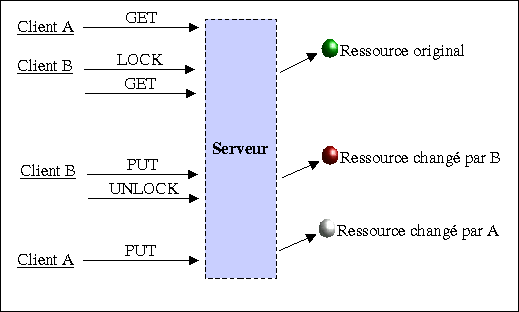 GET
Client A
Ressource original
Client B
LOCK
GET
Serveur
PUT
Ressource changé par B
Client B
UNLOCK
Ressource changé par A
PUT
Client A